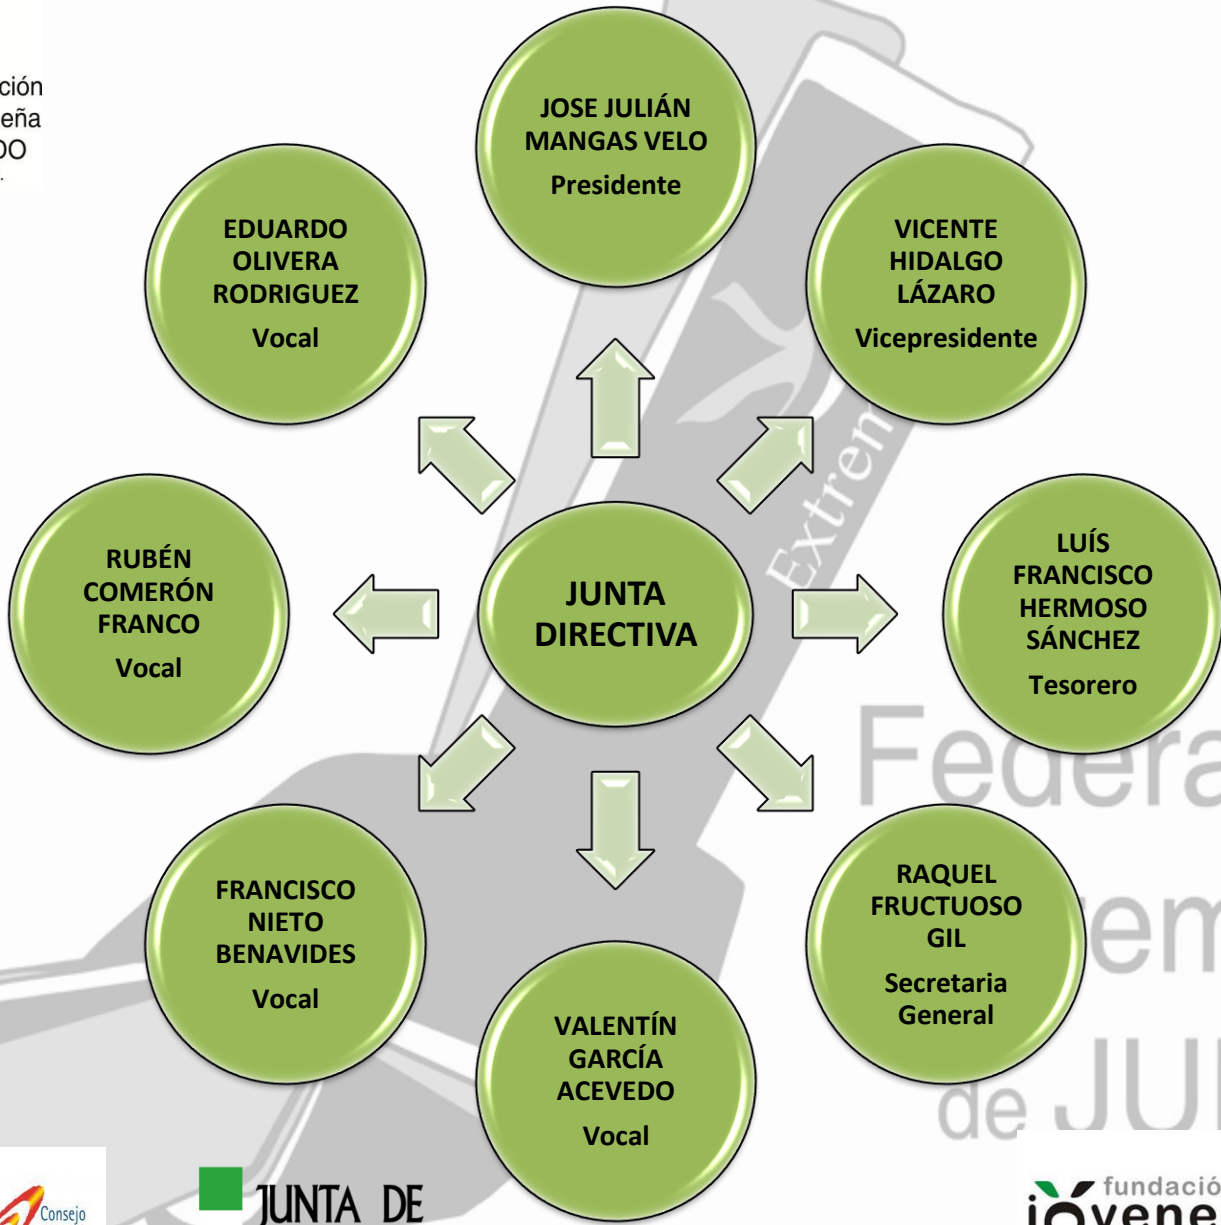 ción
eña
DO
JOSE JULIÁN
MANGAS VELO
Presidente
VICENTE
HIDALGO
LÁZARO
Vicepresidente
LUÍS
FRANCISCO
HERMOSO
SÁNCHEZ
Tesorero
RAQUEL
FRUCTUOSO
GIL
Secretaria
General
VALENTÍN
GARCÍA
ACEVEDO
Vocal
FRANCISCO
NIETO
BENAVIDES
Vocal
RUBÉN
COMERÓN
FRANCO
Vocal
EDUARDO
OLIVERA
RODRIGUEZ
Vocal
JUNTA
DIRECTIVA
Extrem
Federa
em
de JU
Consejo
JUNTA DE
fundació
jóvene